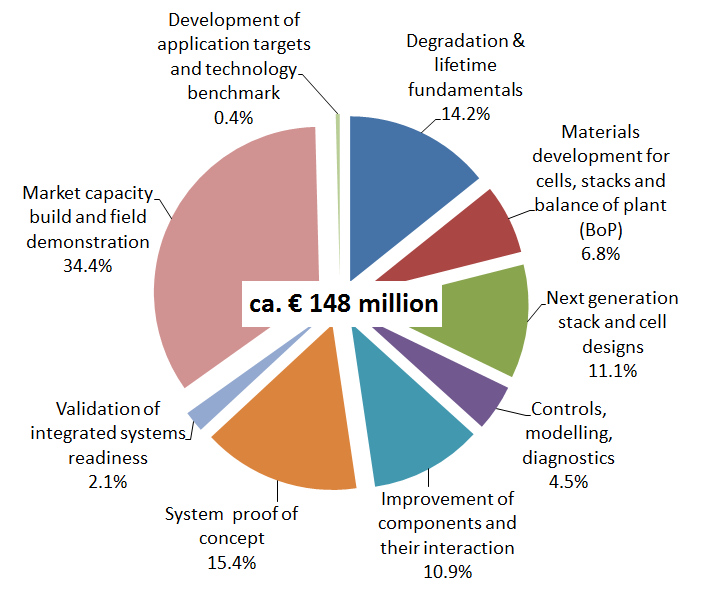 Development of
application targets
and technology
benchmark
0.4%
Degradation &
lifetime
fundamentals
14.2%
Materials
development for
cells, stacks and
balance of plant
(BoP)
6.8%
Next generation
stack and cell
designs
11.1%
Controls,
modelling,
diagnostics
4.5%
Improvement of
components and
their interaction
10.9%
System proof of
concept
15.4%
Validation of
integrated systems
readiness
2.1%
Market capacity
build and field
demonstration
34.4%
ca. € 148 million